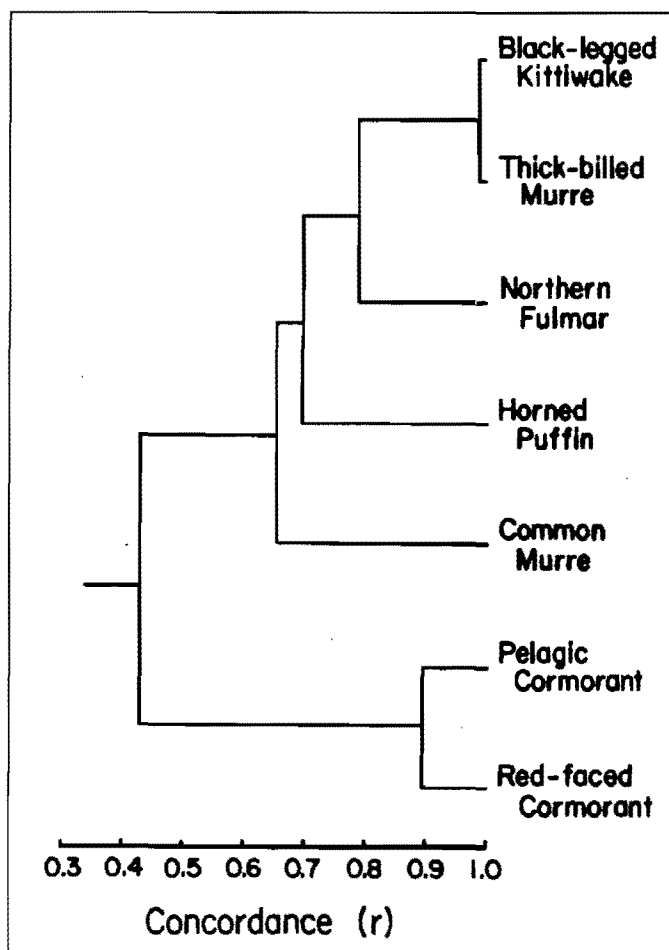 Black-legged
Kittiwake
Thick-billed
Murre
Northern
Fulmar
Horned
Puffin
Common
Murre
Pelagic
Cormorant
Red-faced
Cormorant
0.3 0.4 0.5 0.6 0.7 0.8 0.9 1.0
Concordance (r)